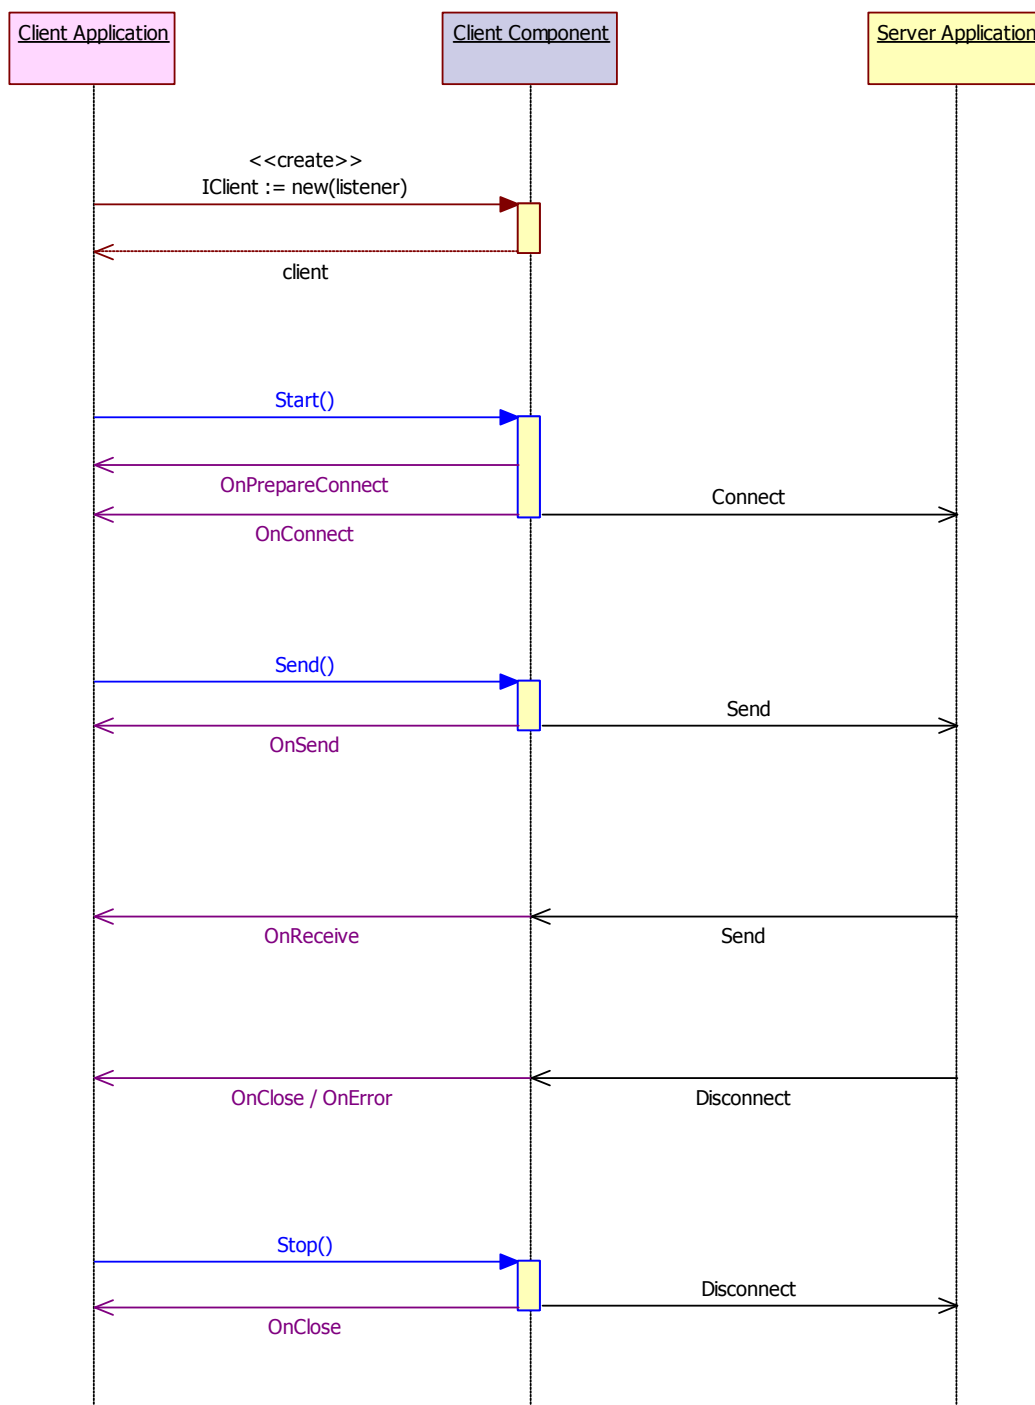 Client Application
Client Component
Server Application
<<create>>
IClient := new(listener)
client
Start()
OnPrepareConnect
Connect
OnConnect
Send()
Send
OnSend
OnReceive
Send
OnClose / OnError
Disconnect
Stop()
Disconnect
OnClose